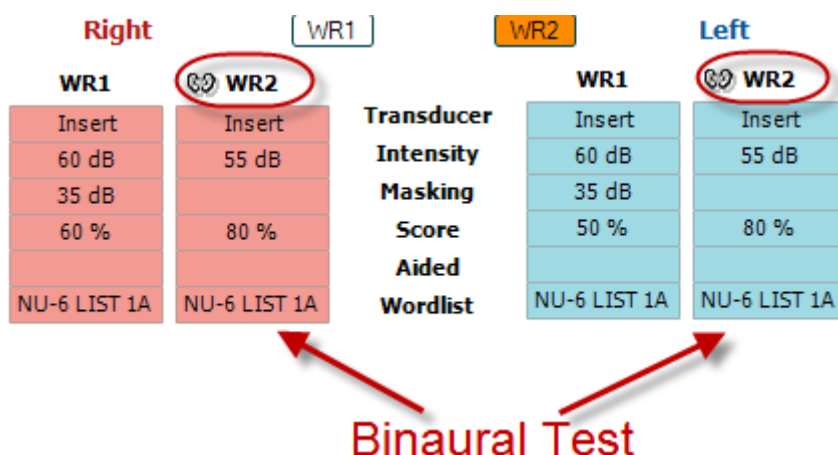 Right WR1 WR2 Left
WR1 WR2 WR1 WR2
Insert Insert Transducer Insert Insert
60 dB 55 dB Intensity 60 dB 55 dB
35 dB Masking 35 dB
60 % 80 % Score 50 % 80 %
Aided
NU-6 LIST 1A NU-6 LIST 1A Wordlist NU-6 LIST 1A NU-6 LIST 1A
Binaural Test